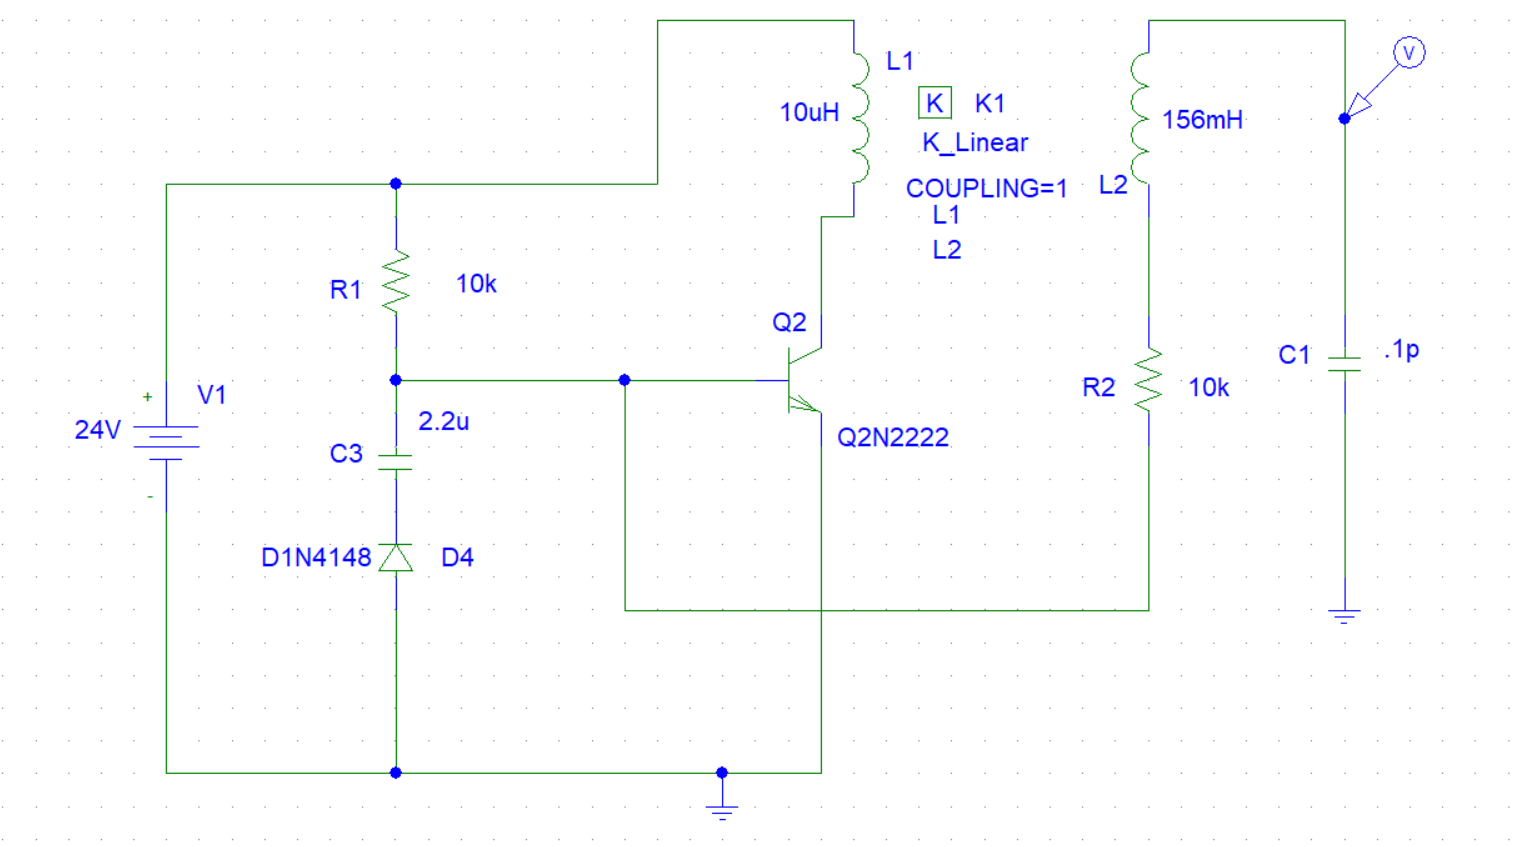 V
L1
K K1
10uH
156mH
K_Linear
COUPLING=1
L2
L1
L2
R1
10k
Q2
C1
.1p
R2
10k
+
V1
24V
2.2u
C3
Q2N2222
-
D1N4148
D4